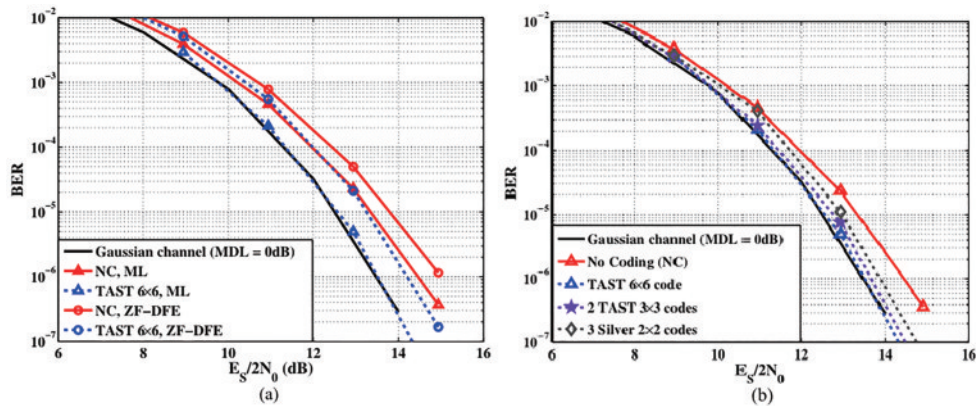 10^-2
10^-3
10^-4
10^-5
10^-6
10^-7
BER
Gaussian channel (MDL = 0dB)
NC, ML
TAST 6×6, ML
NC, ZF-DFE
TAST 6×6, ZF-DFE
6 8 10 12 14 16
E_S/2N_0 (dB)
(a)
10^-2
10^-3
10^-4
10^-5
10^-6
10^-7
BER
Gaussian channel (MDL = 0dB)
No Coding (NC)
TAST 6×6 code
2 TAST 3×3 codes
3 Silver 2×2 codes
6 8 10 12 14 16
E_S/2N_0
(b)